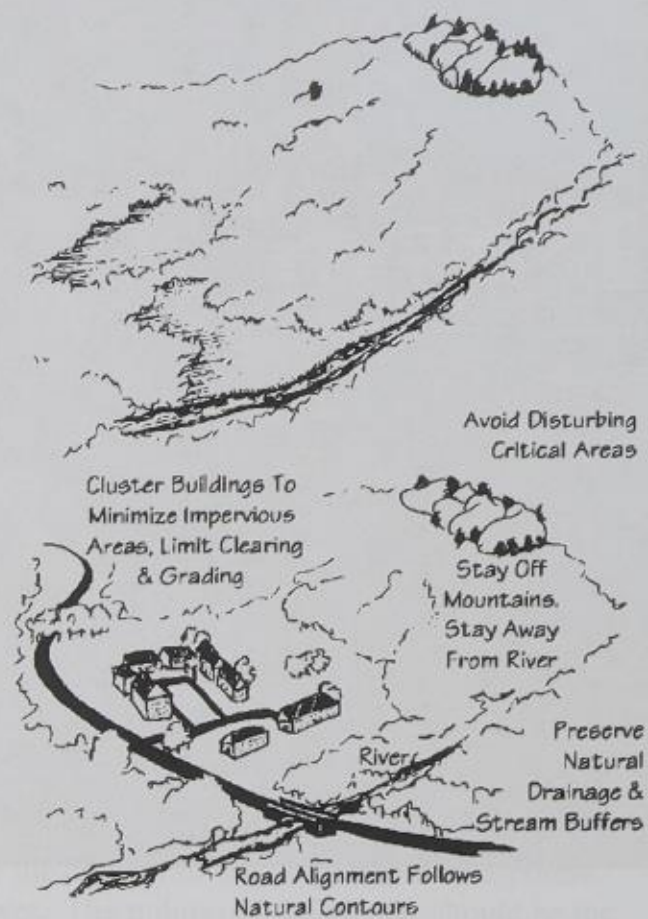 Avoid Disturbing
Critical Areas
Cluster Buildings To
Minimize Impervious
Areas, Limit Clearing
& Grading
Stay Off
Mountains.
Stay Away
From River
River
Preserve
Natural
Drainage &
Stream Buffers
Road Alignment Follows
Natural Contours